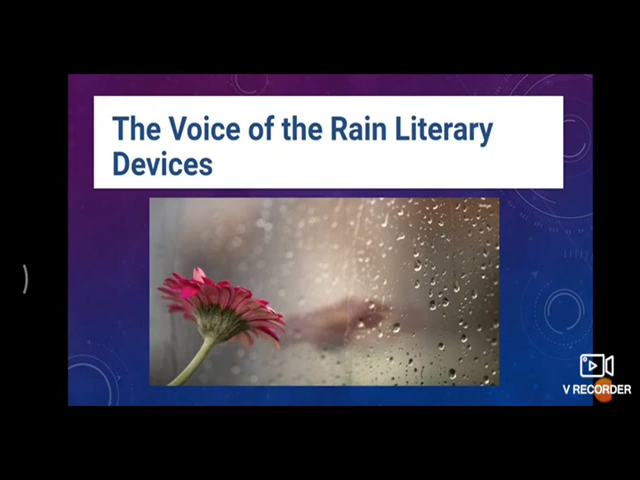 The Voice of the Rain Literary
Devices
V RECORDER